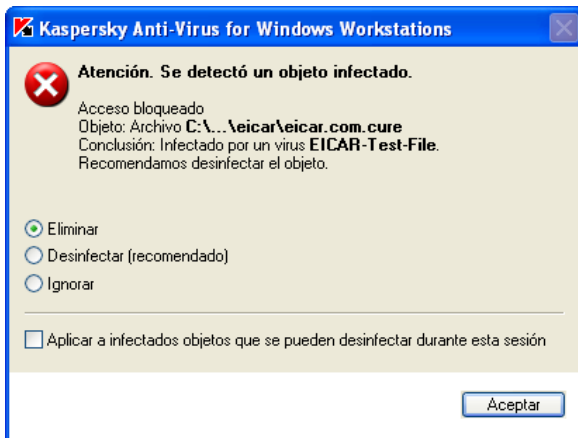 Kaspersky Anti-Virus for Windows Workstations
Atención. Se detectó un objeto infectado.
Acceso bloqueado
Objeto: Archivo C:\...\eicar\eicar.com.cure
Conclusión: Infectado por un virus EICAR-Test-File.
Recomendamos desinfectar el objeto.
Eliminar
Desinfectar (recomendado)
Ignorar
Aplicar a infectados objetos que se pueden desinfectar durante esta sesión
Aceptar